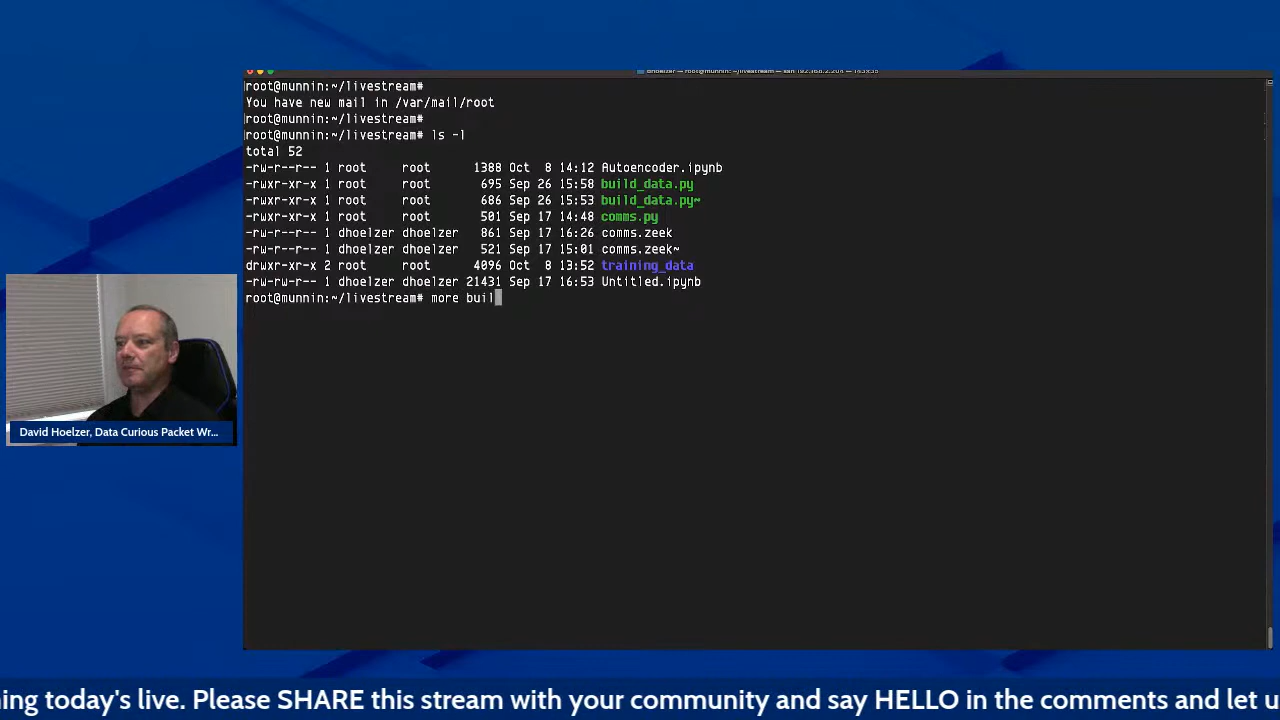 root@munnin:~/livestream#
You have new mail in /var/mail/root
root@munnin:~/livestream#
root@munnin:~/livestream# ls -l
total 52
-rw-r--r-- 1 root     root      1388 Oct  8 14:12 Autoencoder.ipynb
-rwxr-xr-x 1 root     root       695 Sep 26 15:58 build_data.py
-rwxr-xr-x 1 root     root       686 Sep 26 15:53 build_data.py~
-rwxr-xr-x 1 root     root       501 Sep 17 14:48 comms.py
-rw-r--r-- 1 dhoelzer dhoelzer   861 Sep 17 16:26 comms.zeek
-rw-r--r-- 1 dhoelzer dhoelzer   521 Sep 17 15:01 comms.zeek~
drwxr-xr-x 2 root     root      4096 Oct  8 13:52 training_data
-rw-rw-r-- 1 dhoelzer dhoelzer 21431 Sep 17 16:53 Untitled.ipynb
root@munnin:~/livestream# more buil
David Hoelzer, Data Curious Packet Wr...
ing today's live. Please SHARE this stream with your community and say HELLO in the comments and let u